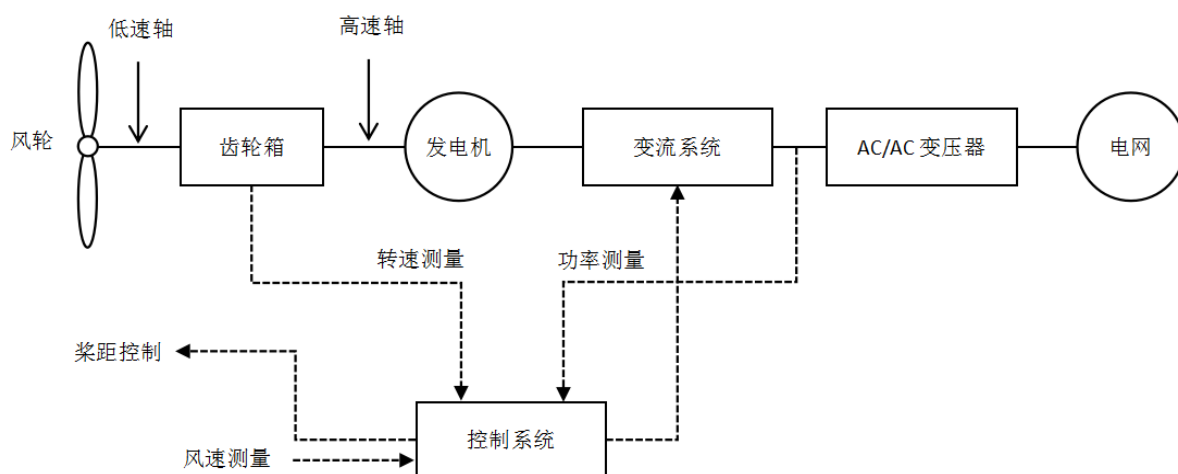 低速轴
高速轴
风轮
齿轮箱
发电机
变流系统
AC/AC 变压器
电网
转速测量
功率测量
桨距控制
控制系统
风速测量